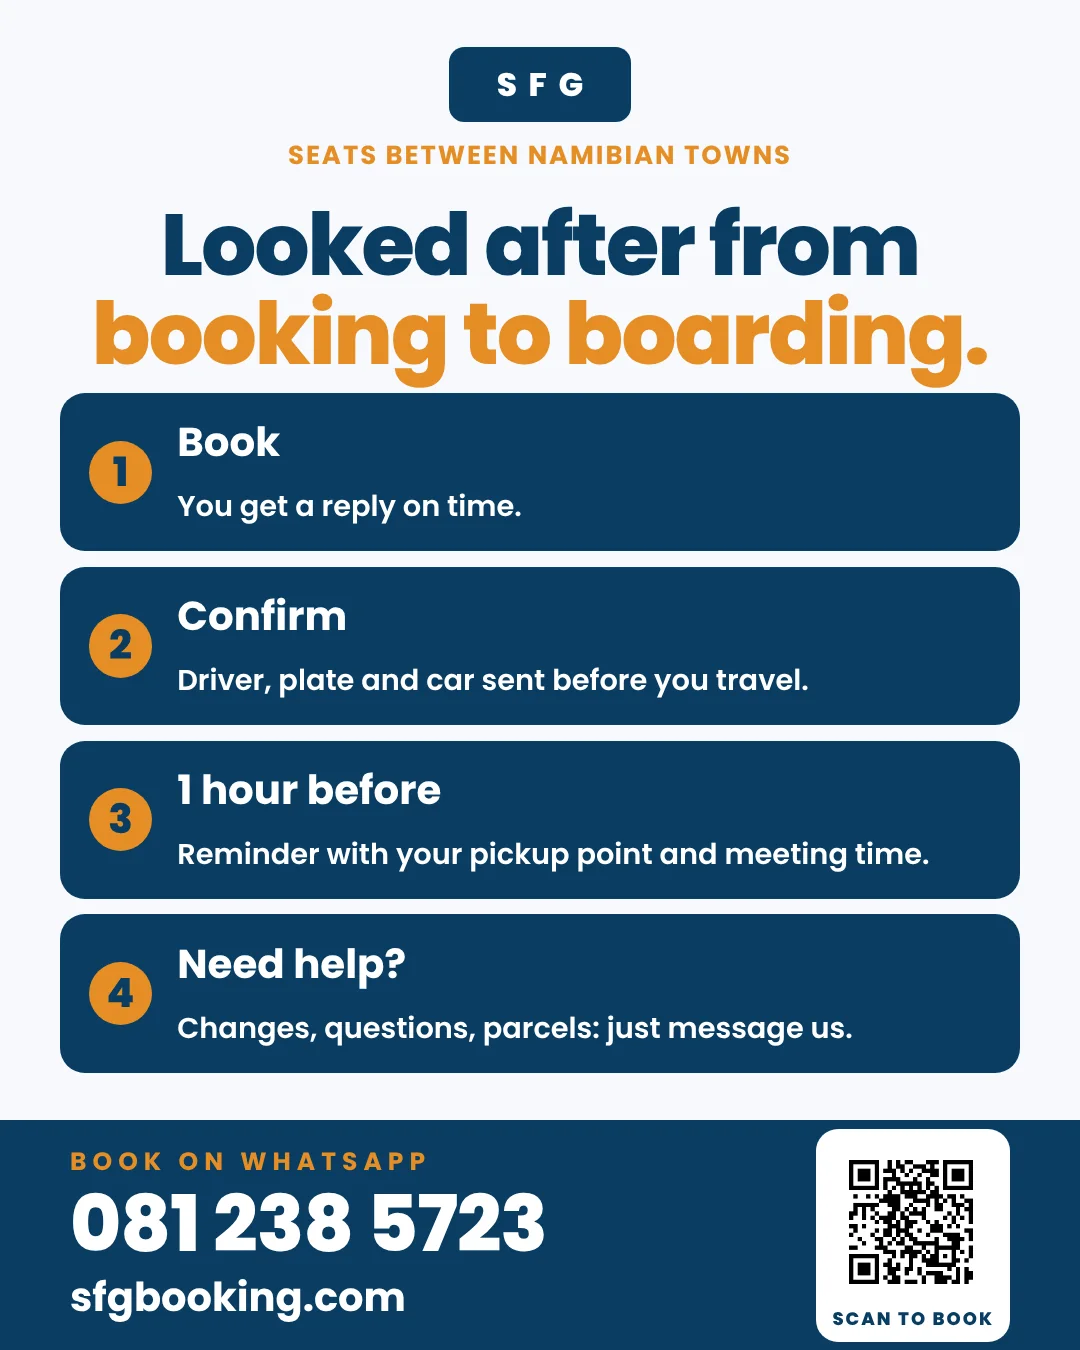 SFG
SEATS BETWEEN NAMIBIAN TOWNS
Looked after from
booking to boarding.
1
Book
You get a reply on time.
2
Confirm
Driver, plate and car sent before you travel.
3
1 hour before
Reminder with your pickup point and meeting time.
4
Need help?
Changes, questions, parcels: just message us.
BOOK ON WHATSAPP
081 238 5723
sfgbooking.com
SCAN TO BOOK